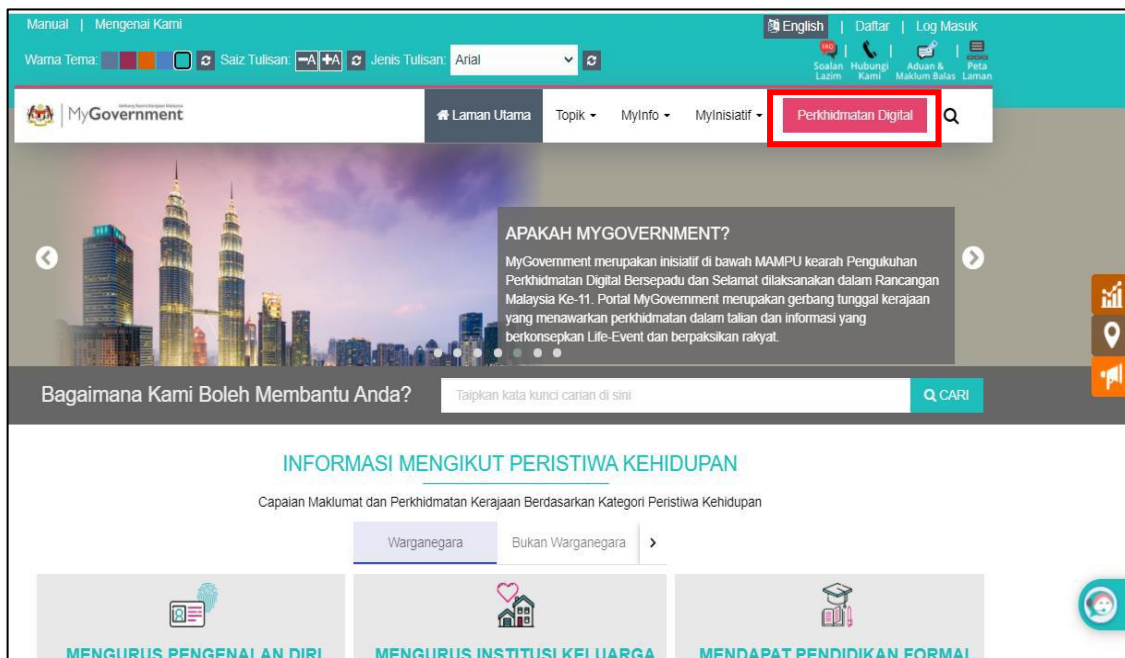 Manual | Mengenai Kami
English | Daftar | Log Masuk
Warna Tema: Saiz Tulisan: -A +A Jenis Tulisan: Arial
FAQ
Soalan Lazim
Hubungi Kami
Aduan & Maklum Balas
Peta Laman
MyGovernment
Laman Utama
Topik
MyInfo
MyInisiatif
Perkhidmatan Digital
APAKAH MYGOVERNMENT?
MyGovernment merupakan inisiatif di bawah MAMPU kearah Pengukuhan
Perkhidmatan Digital Bersepadu dan Selamat dilaksanakan dalam Rancangan
Malaysia Ke-11. Portal MyGovernment merupakan gerbang tunggal kerajaan
yang menawarkan perkhidmatan dalam talian dan informasi yang
berkonsepkan Life-Event dan berpaksikan rakyat.
Bagaimana Kami Boleh Membantu Anda?
Taipkan kata kunci carian di sini
CARI
INFORMASI MENGIKUT PERISTIWA KEHIDUPAN
Capaian Maklumat dan Perkhidmatan Kerajaan Berdasarkan Kategori Peristiwa Kehidupan
Warganegara
Bukan Warganegara
MENGURUS PENGENALAN DIRI
MENGURUS INSTITUSI KELUARGA
MENDAPAT PENDIDIKAN FORMAL